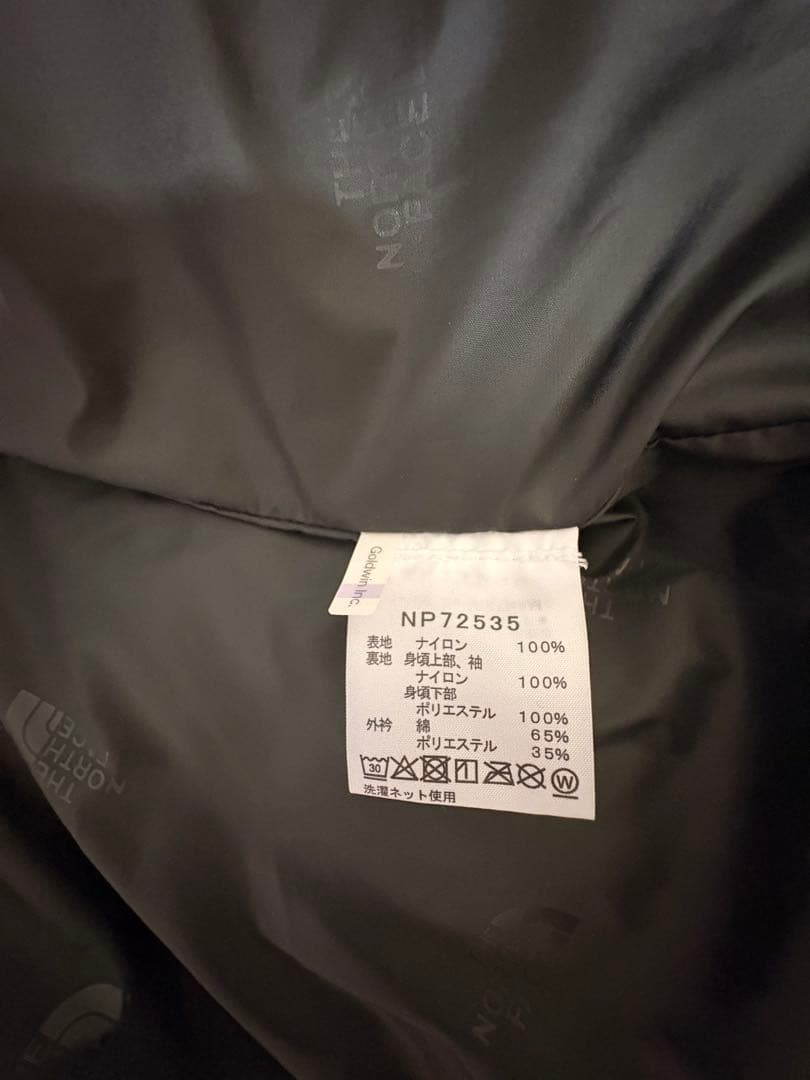 THE
NORTH
FACE
Goldwin Inc.
NP72535
表地 ナイロン 100%
裏地 身頃上部、袖
ナイロン 100%
身頃下部
ポリエステル 100%
外衿 綿 65%
ポリエステル 35%
30
W
洗濯ネット使用
THE
THE
NORTH
FACE
NORTH